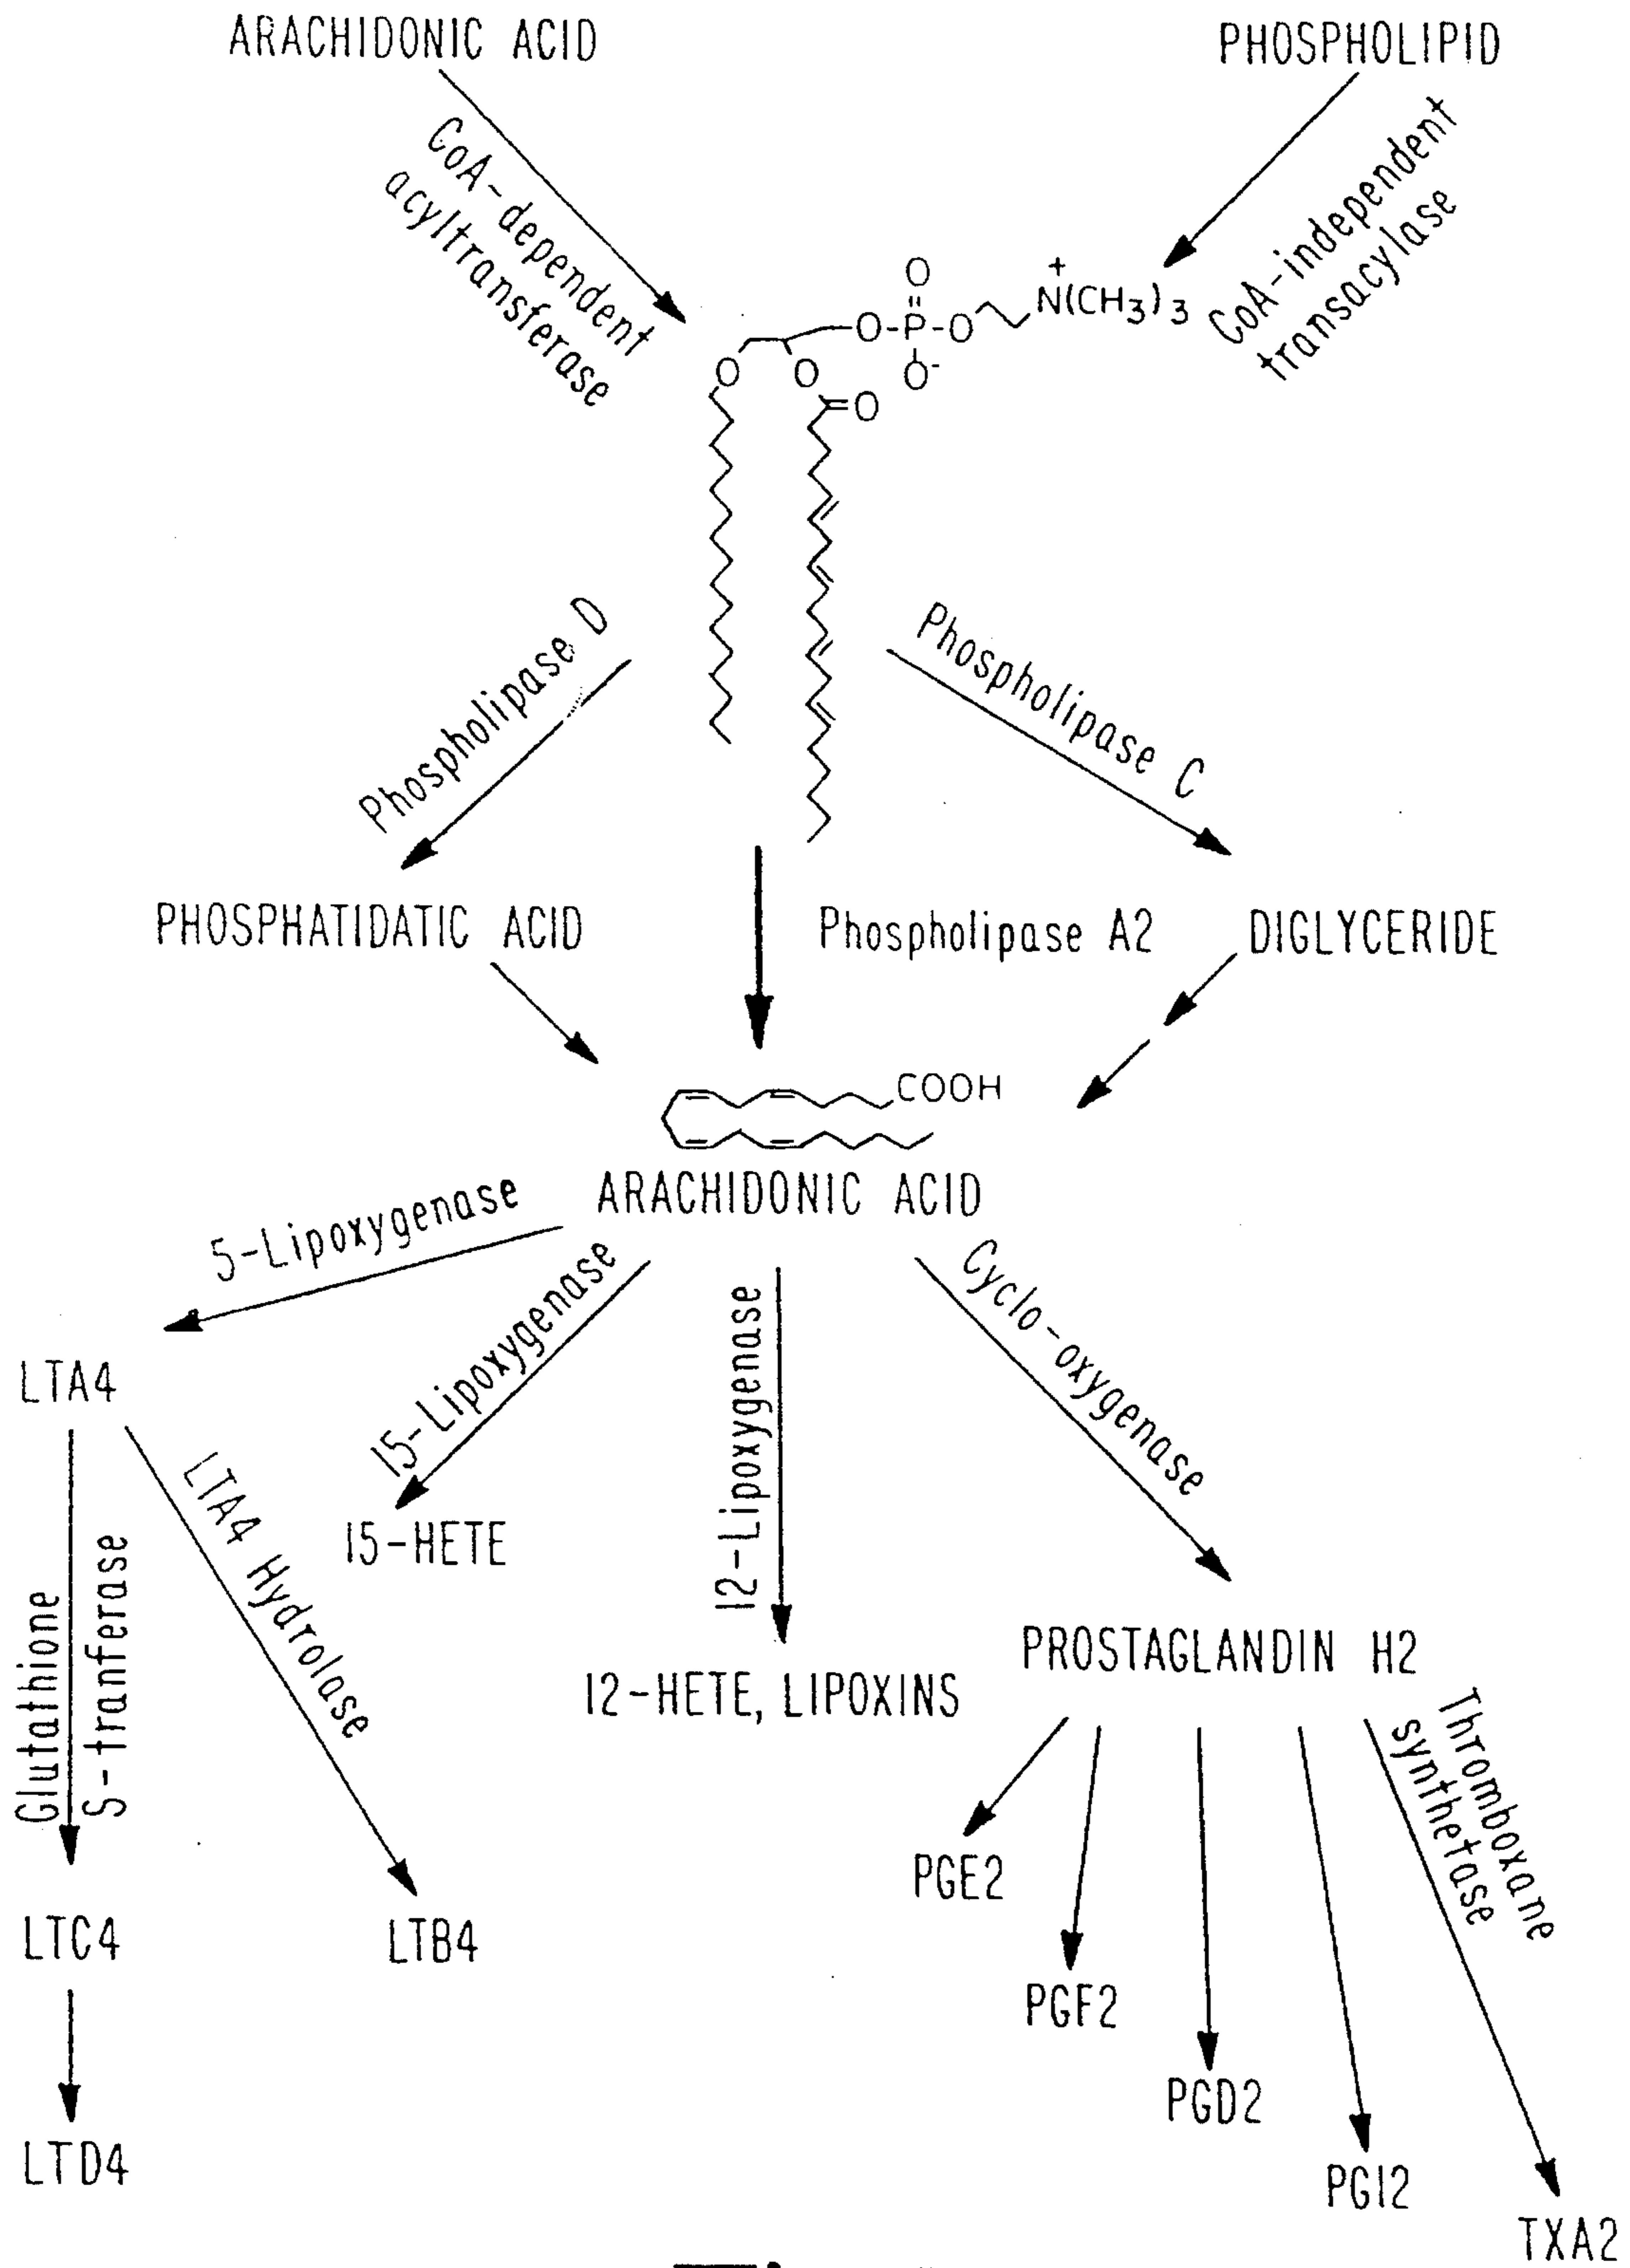 ARACHIDONIC ACID
PHOSPHOLIPID
CoA-dependent
acyltransferase
CoA-independent
transacylase
O
+
N(CH3)3
O-P-O
O
O
O-
=O
Phospholipase D
Phospholipase C
PHOSPHATIDATIC ACID
Phospholipase A2
DIGLYCERIDE
COOH
ARACHIDONIC ACID
5-Lipoxygenase
15-Lipoxygenase
12-Lipoxygenase
Cyclo-oxygenase
LTA4
Glutathione
S-tranferase
LTA4 Hydrolase
15-HETE
12-HETE, LIPOXINS
PROSTAGLANDIN H2
Thromboxane
synthetase
PGE2
LTC4
LTB4
PGF2
PGD2
LTD4
PGI2
TXA2